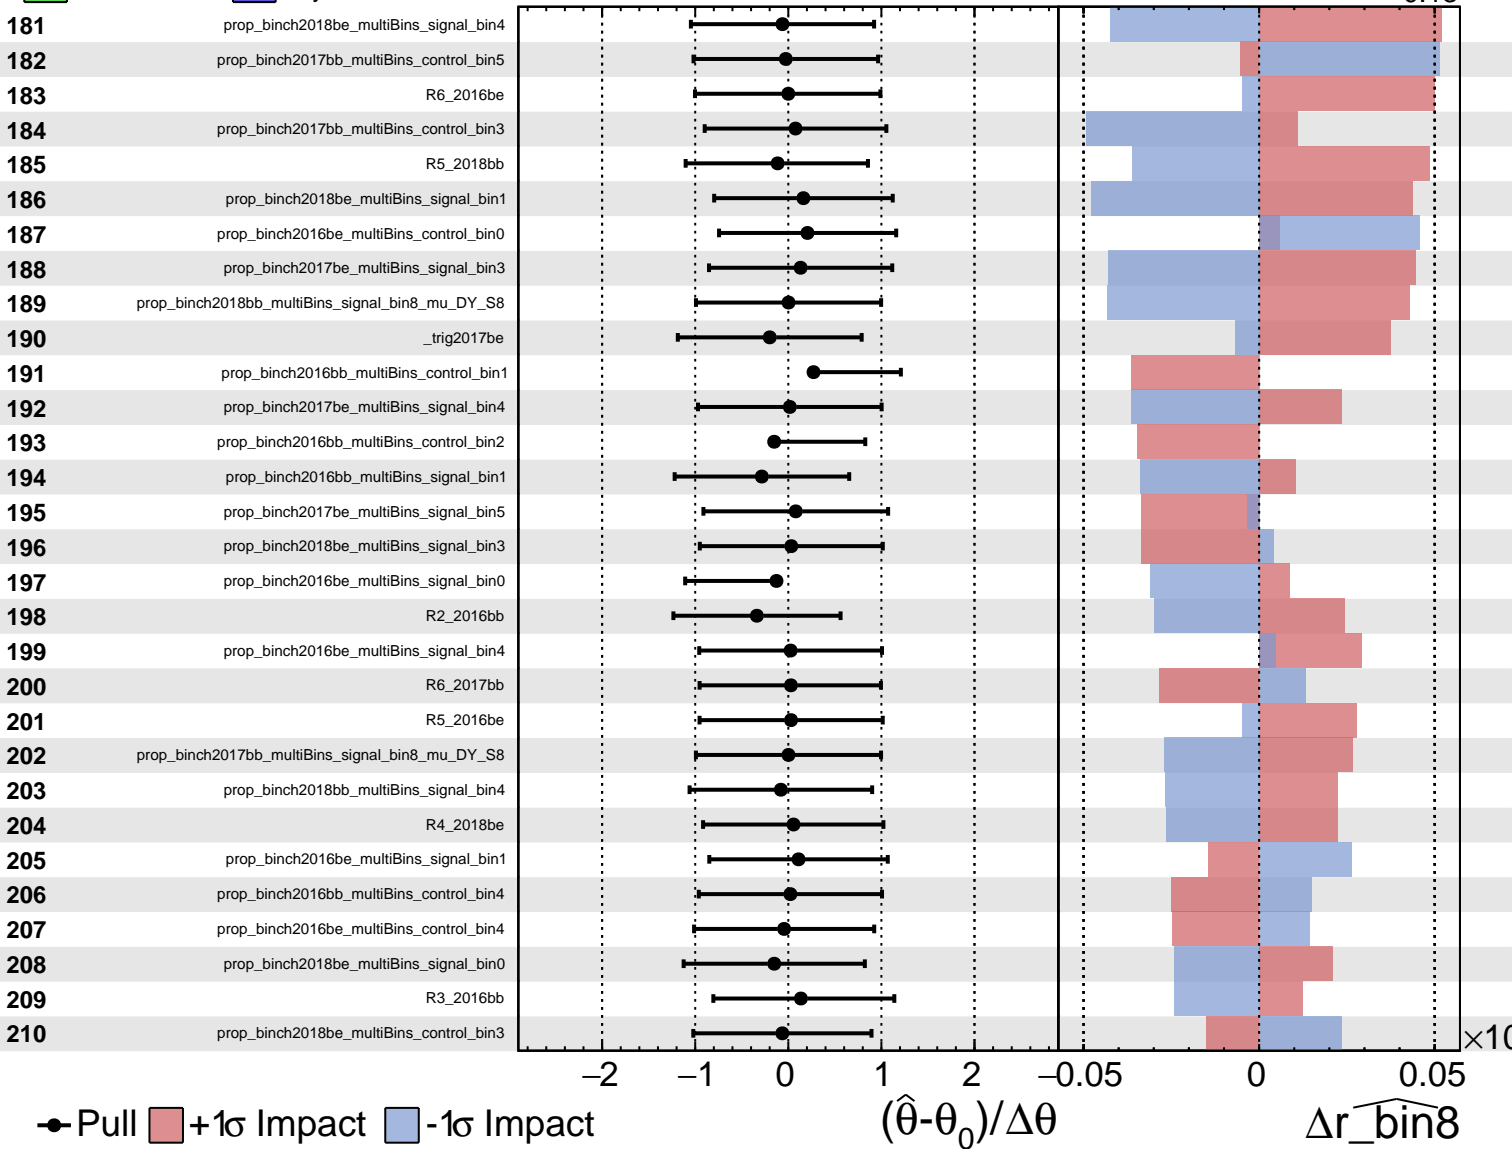 181 prop_binch2018be_multiBins_signal_bin4
182 prop_binch2017bb_multiBins_control_bin5
183 R6_2016be
184 prop_binch2017bb_multiBins_control_bin3
185 R5_2018bb
186 prop_binch2018be_multiBins_signal_bin1
187 prop_binch2016be_multiBins_control_bin0
188 prop_binch2017be_multiBins_signal_bin3
189 prop_binch2018bb_multiBins_signal_bin8_mu_DY_S8
190 _trig2017be
191 prop_binch2016bb_multiBins_control_bin1
192 prop_binch2017be_multiBins_signal_bin4
193 prop_binch2016bb_multiBins_control_bin2
194 prop_binch2016bb_multiBins_signal_bin1
195 prop_binch2017be_multiBins_signal_bin5
196 prop_binch2018be_multiBins_signal_bin3
197 prop_binch2016be_multiBins_signal_bin0
198 R2_2016bb
199 prop_binch2016be_multiBins_signal_bin4
200 R6_2017bb
201 R5_2016be
202 prop_binch2017bb_multiBins_signal_bin8_mu_DY_S8
203 prop_binch2018bb_multiBins_signal_bin4
204 R4_2018be
205 prop_binch2016be_multiBins_signal_bin1
206 prop_binch2016bb_multiBins_control_bin4
207 prop_binch2016be_multiBins_control_bin4
208 prop_binch2018be_multiBins_signal_bin0
209 R3_2016bb
210 prop_binch2018be_multiBins_control_bin3
×10
−2 −1 0 1 2 −0.05 0 0.05
Pull +1σ Impact -1σ Impact (θ̂-θ₀)/Δθ Δr_bin8